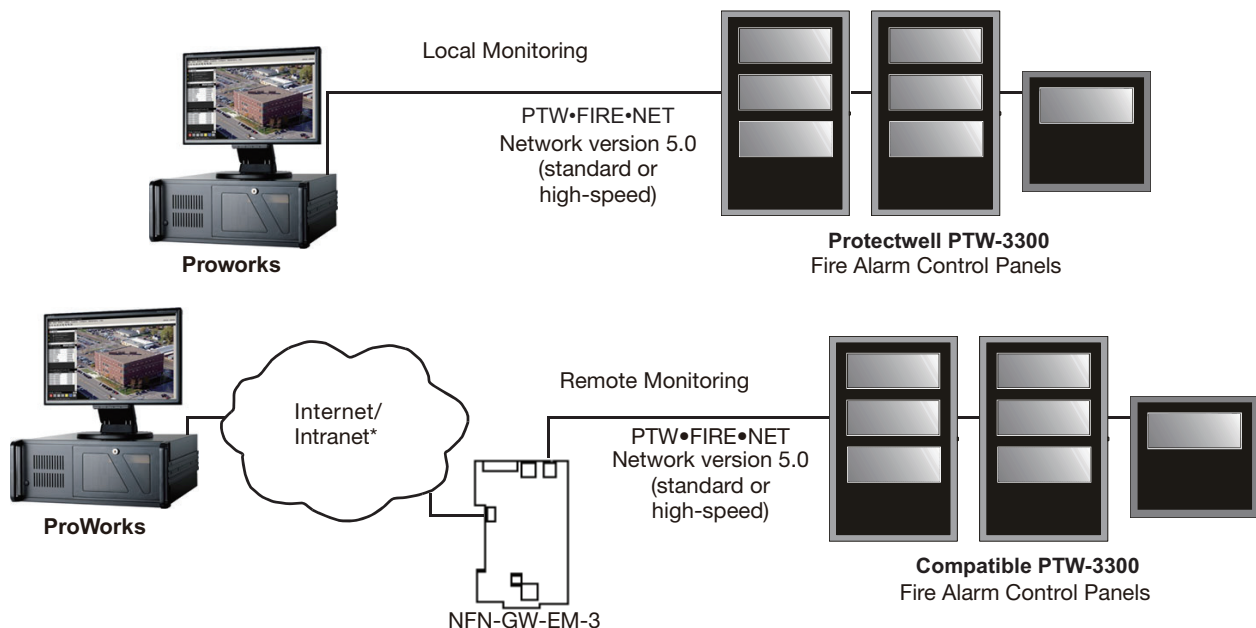 Local Monitoring
PTW•FIRE•NET
Network version 5.0
(standard or
high-speed)
Proworks
Protectwell PTW-3300
Fire Alarm Control Panels
Internet/
Intranet*
Remote Monitoring
PTW•FIRE•NET
Network version 5.0
(standard or
high-speed)
ProWorks
NFN-GW-EM-3
Compatible PTW-3300
Fire Alarm Control Panels